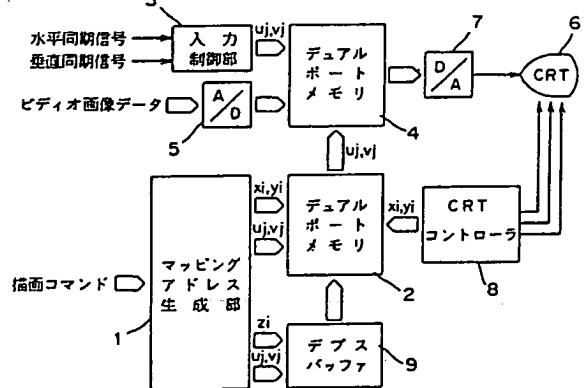 3
水平同期信号
垂直同期信号
入力
制御部
uj,vj
デュアル
ポート
メモリ
4
7
D/A
6
CRT
ビデオ画像データ
A/D
5
uj,vj
描画コマンド
マッピング
アドレス
生成部
1
xi,yi
uj,vj
デュアル
ポート
メモリ
2
xi,yi
CRT
コントローラ
8
zi
uj,vj
デプス
バッファ
9